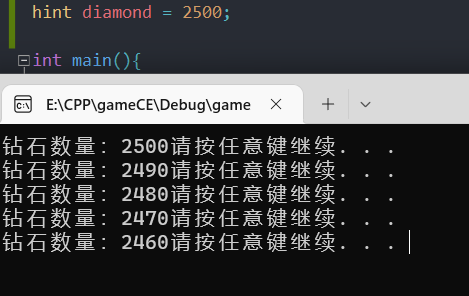 hint diamond = 2500;
int main(){
E:\CPP\gameCE\Debug\game
钻石数量: 2500请按任意键继续. . .
钻石数量: 2490请按任意键继续. . .
钻石数量: 2480请按任意键继续. . .
钻石数量: 2470请按任意键继续. . .
钻石数量: 2460请按任意键继续. . .